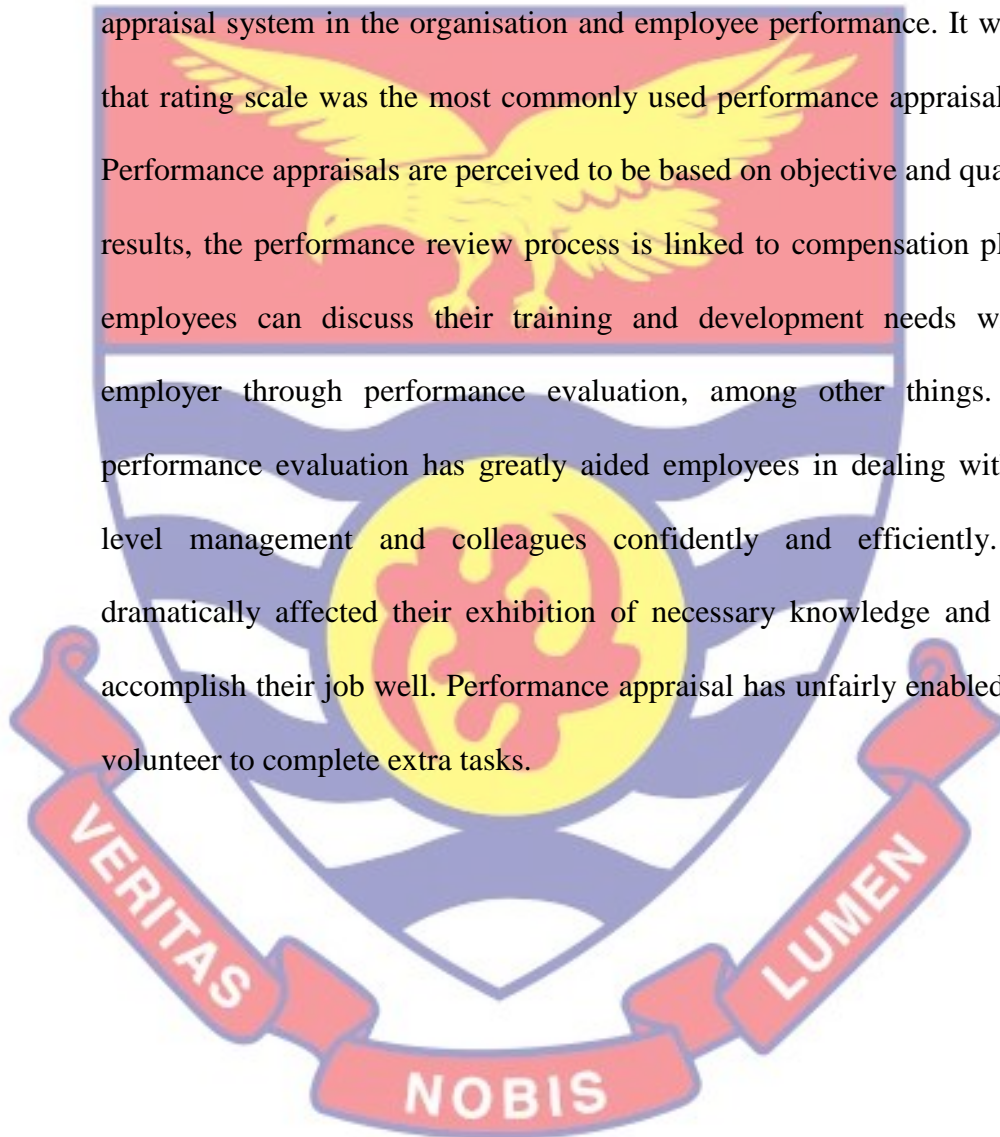 appraisal system in the organisation and employee performance. It w
that rating scale was the most commonly used performance appraisal
Performance appraisals are perceived to be based on objective and qua
results, the performance review process is linked to compensation pl
employees can discuss their training and development needs w
employer through performance evaluation, among other things.
performance evaluation has greatly aided employees in dealing wit
level management and colleagues confidently and efficiently.
dramatically affected their exhibition of necessary knowledge and
accomplish their job well. Performance appraisal has unfairly enabled
volunteer to complete extra tasks.
VERITAS
NOBIS
LUMEN